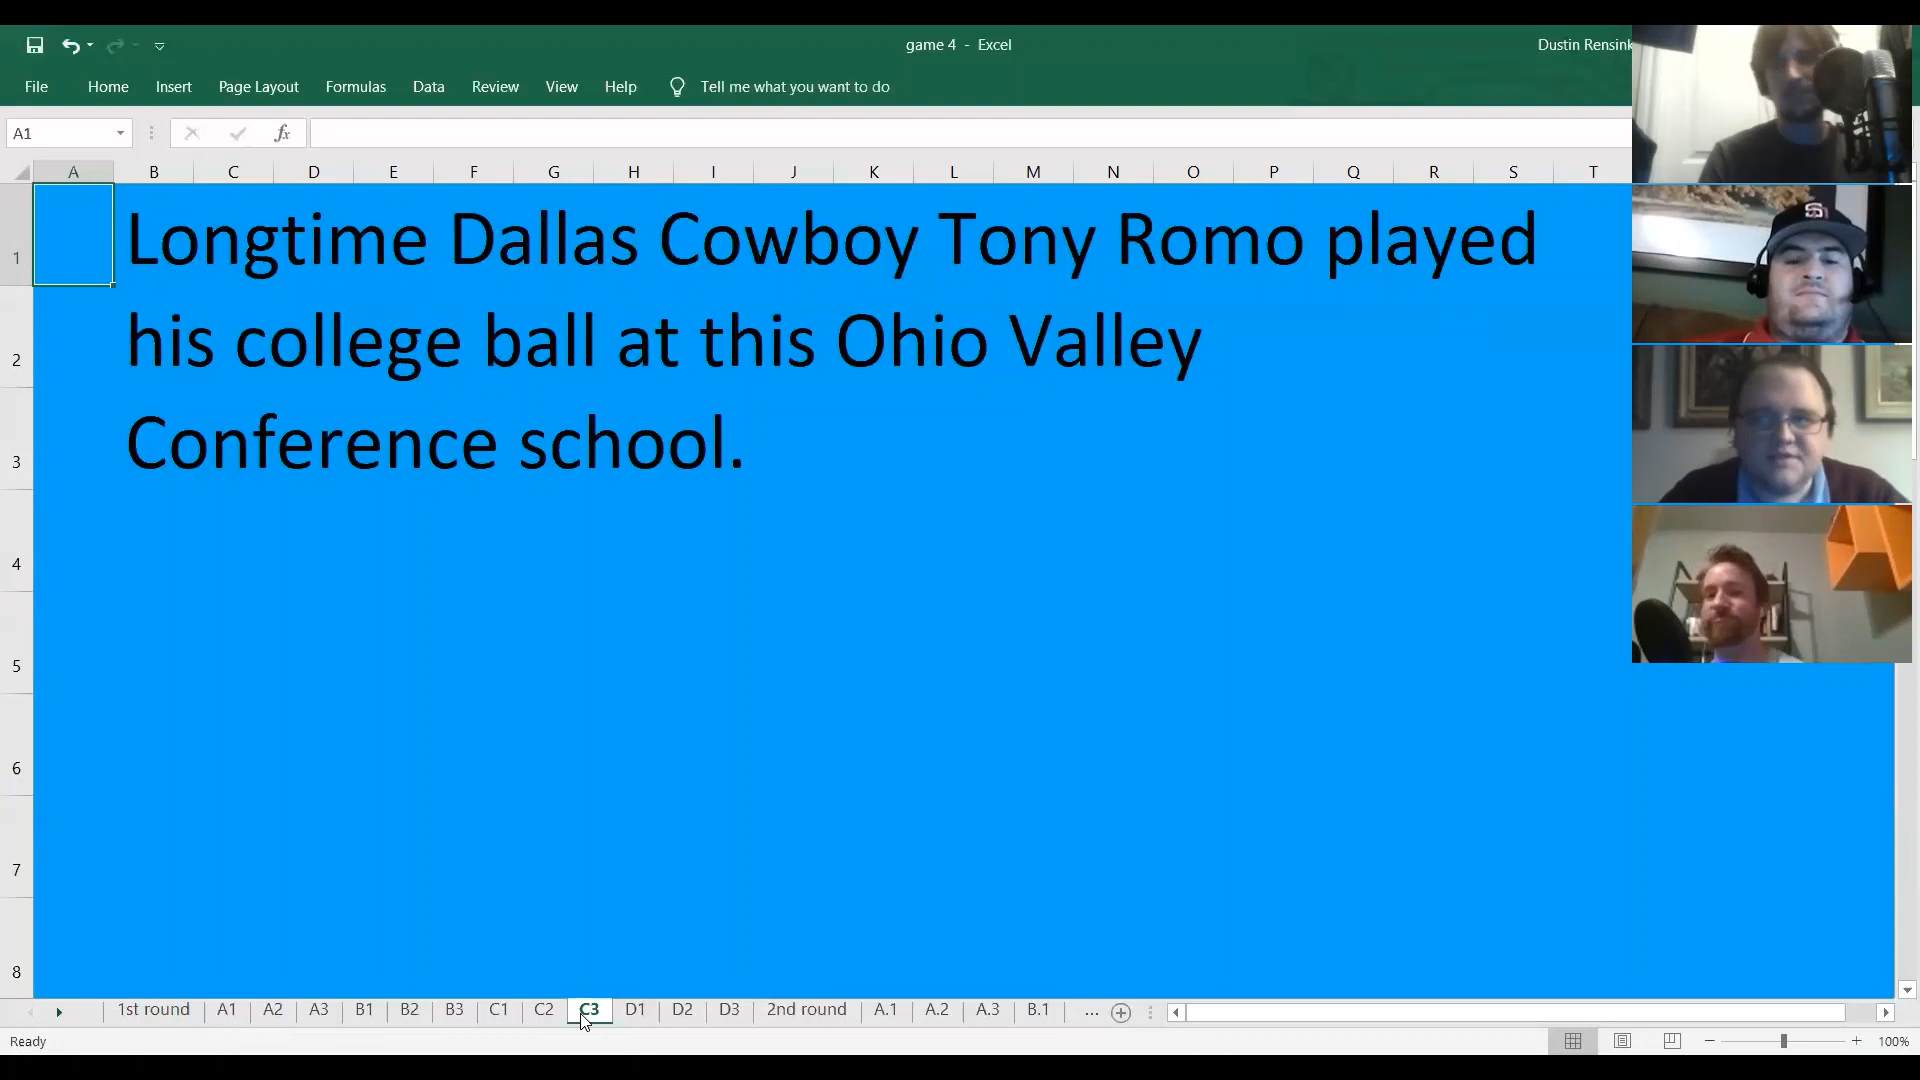 game 4 - Excel
Dustin Rensink
File Home Insert Page Layout Formulas Data Review View Help Tell me what you want to do
A1 fx
A B C D E F G H I J K L M N O P Q R S T
1 Longtime Dallas Cowboy Tony Romo played
2 his college ball at this Ohio Valley
3 Conference school.
4
5
6
7
8
1st round A1 A2 A3 B1 B2 B3 C1 C2 C3 D1 D2 D3 2nd round A.1 A.2 A.3 B.1 ...
Ready 100%